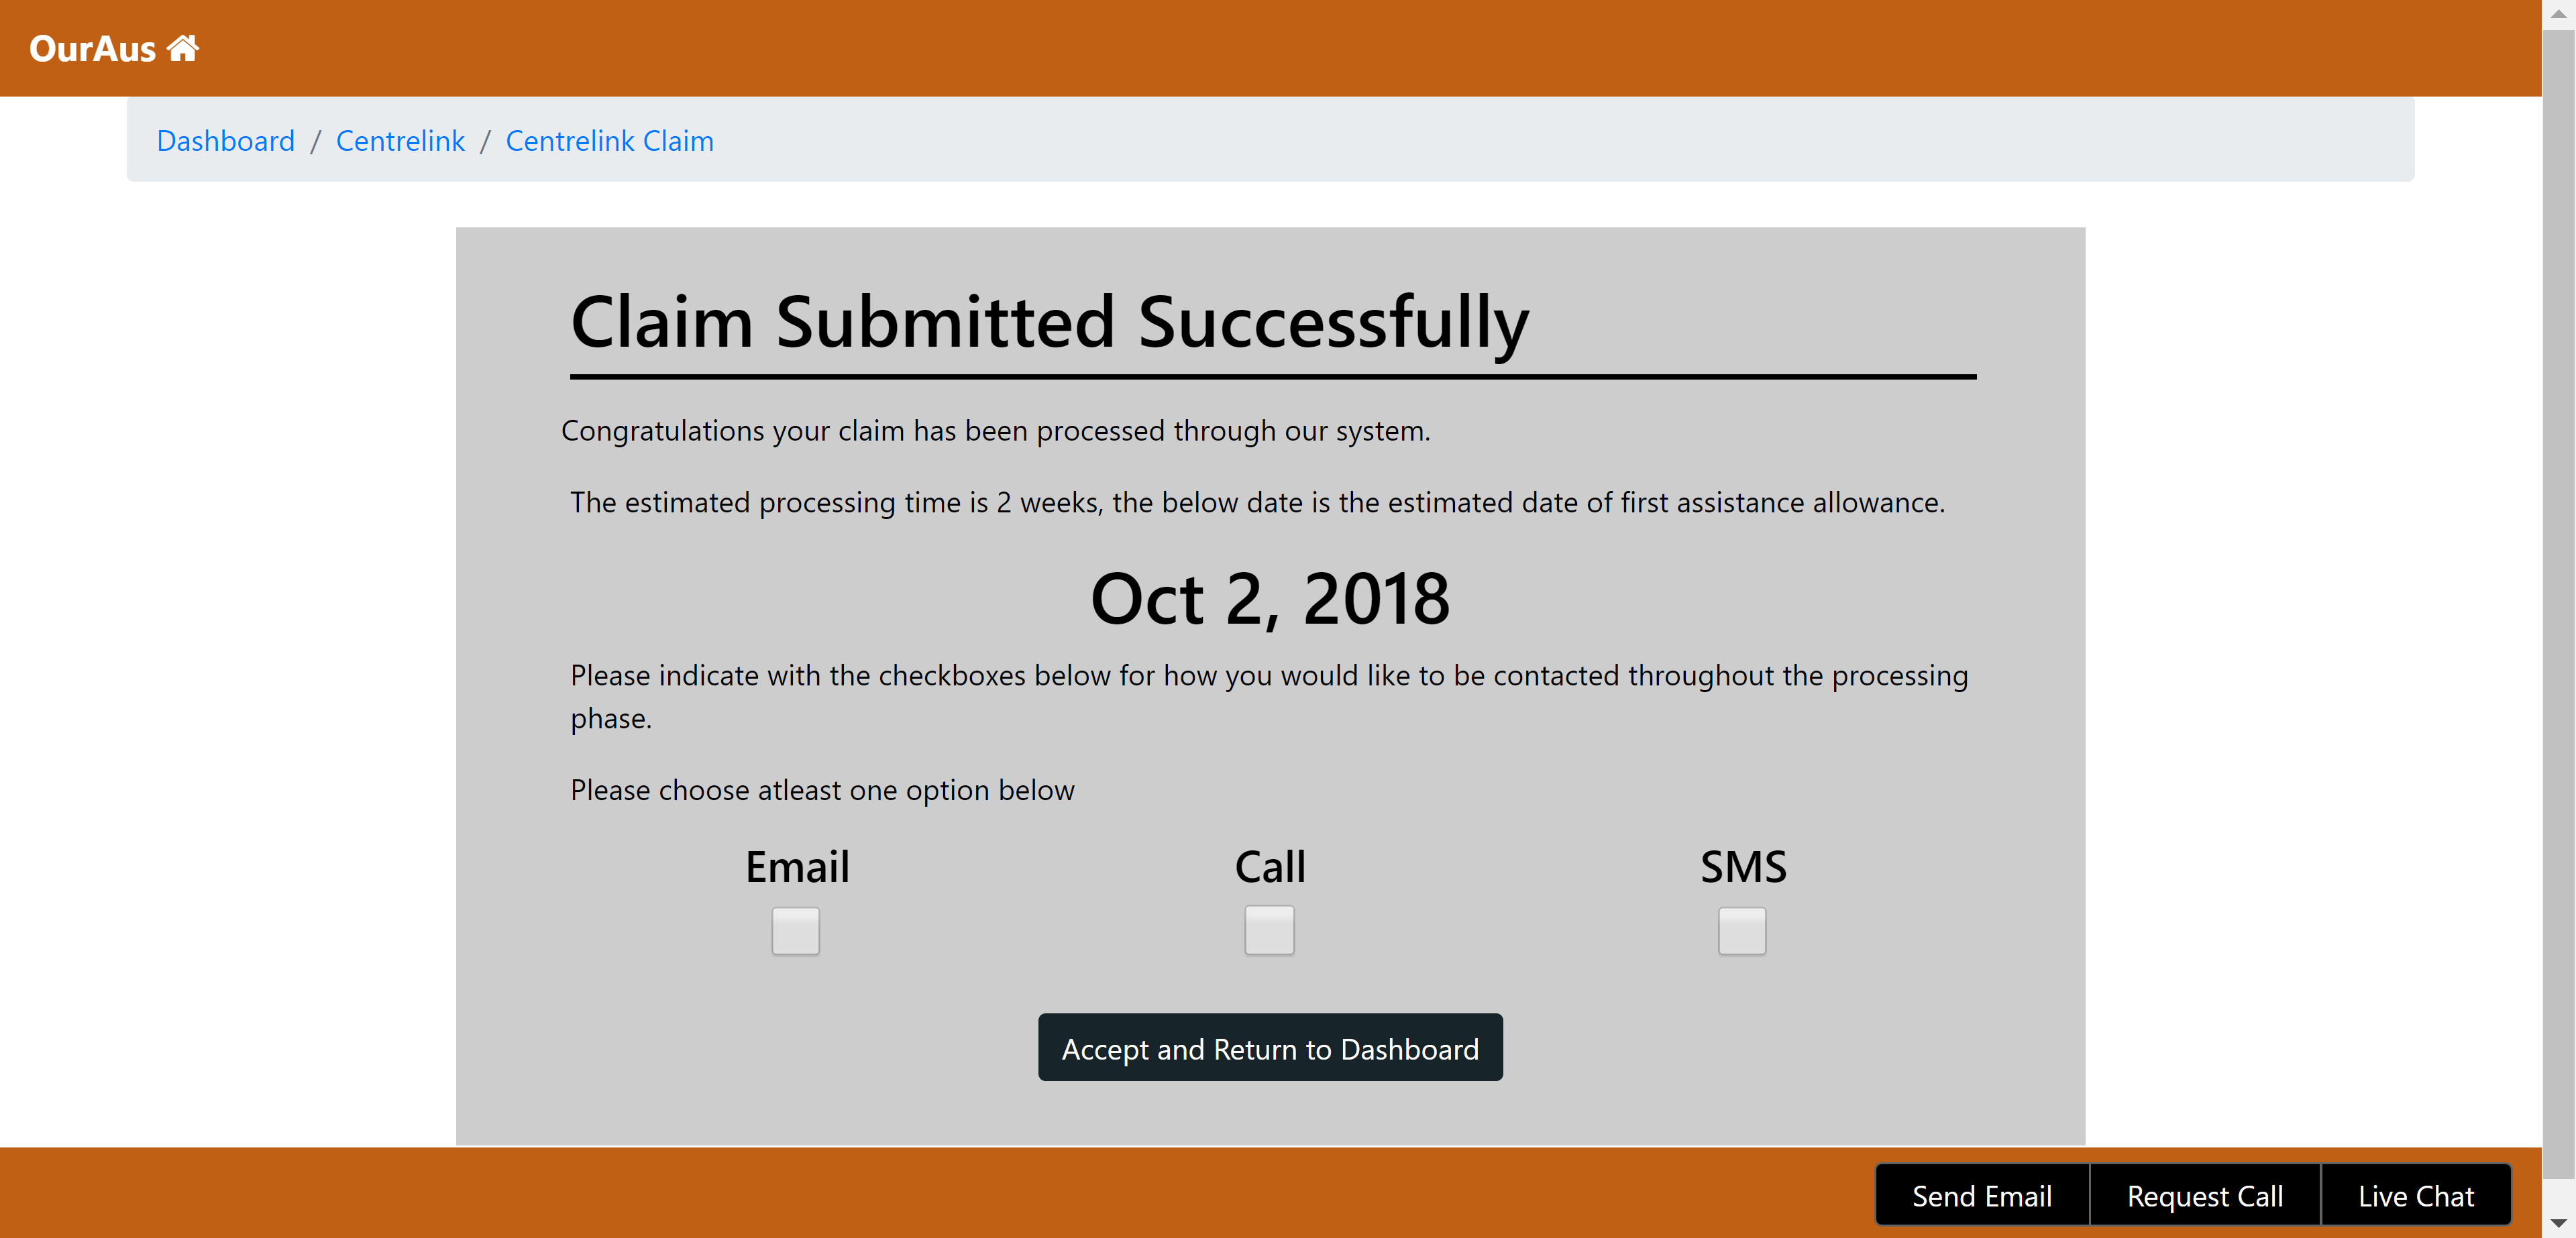 OurAus
Dashboard / Centrelink / Centrelink Claim
Claim Submitted Successfully
Congratulations your claim has been processed through our system.
The estimated processing time is 2 weeks, the below date is the estimated date of first assistance allowance.
Oct 2, 2018
Please indicate with the checkboxes below for how you would like to be contacted throughout the processing
phase.
Please choose atleast one option below
Email Call SMS
Accept and Return to Dashboard
Send Email Request Call Live Chat